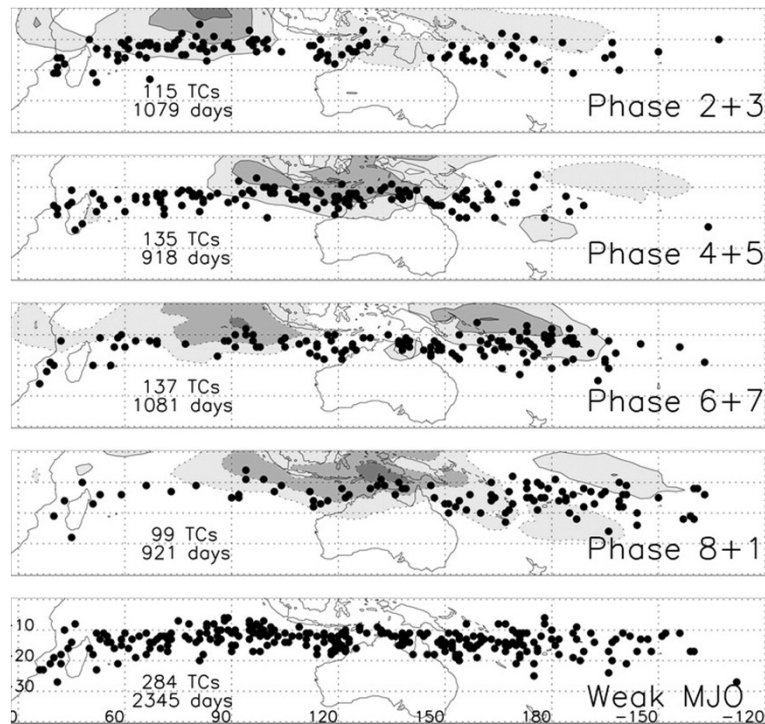 115 TCs
1079 days
Phase 2+3
135 TCs
918 days
Phase 4+5
137 TCs
1081 days
Phase 6+7
99 TCs
921 days
Phase 8+1
-10
-20
-30
284 TCs
2345 days
Weak MJO
0 60 90 120 150 180 -150 -120